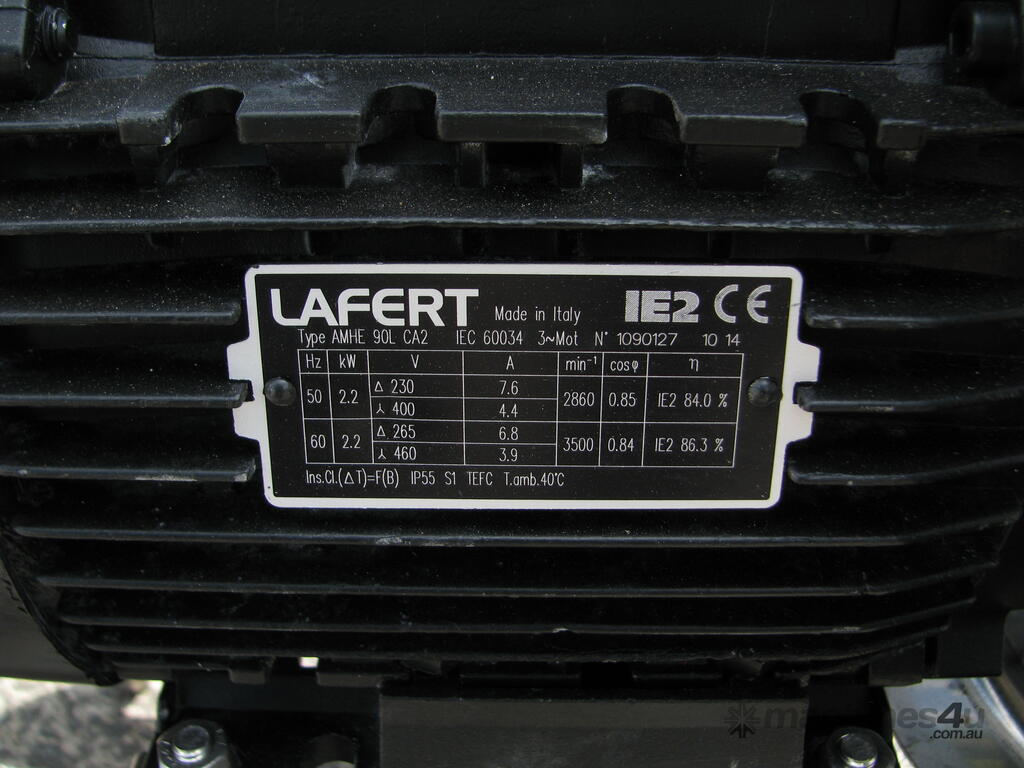 LAFERT Made in Italy IE2 CE
Type AMHE 90L CA2 IEC 60034 3~Mot N° 1090127 10 14
Hz kW V A min⁻¹ cosφ η
50 2.2 Δ 230 7.6 2860 0.85 IE2 84.0 %
⅄ 400 4.4
60 2.2 Δ 265 6.8 3500 0.84 IE2 86.3 %
⅄ 460 3.9
Ins.Cl.(ΔT)=F(B) IP55 S1 TEFC T.amb.40°C
machines4u
.com.au